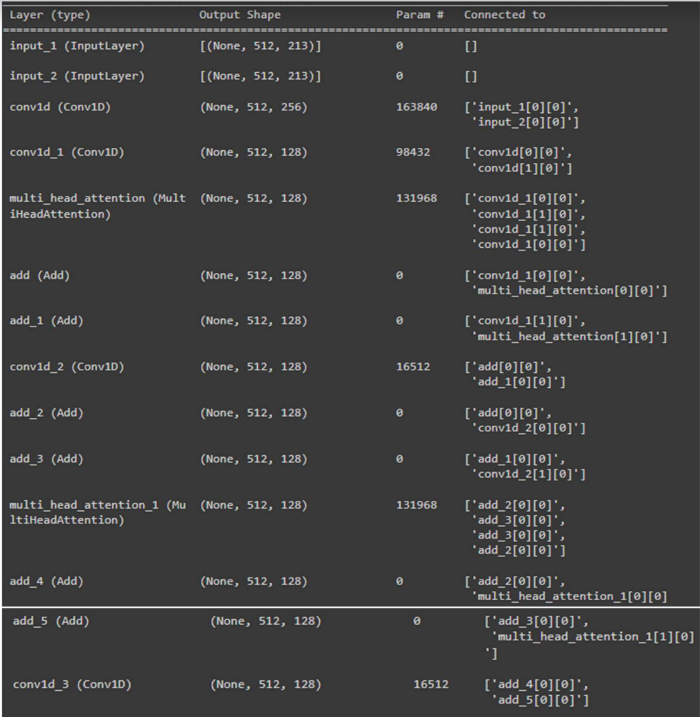 Layer (type) Output Shape Param # Connected to
==================================================================================================
input_1 (InputLayer) [(None, 512, 213)] 0 []
input_2 (InputLayer) [(None, 512, 213)] 0 []
conv1d (Conv1D) (None, 512, 256) 163840 ['input_1[0][0]',
'input_2[0][0]']
conv1d_1 (Conv1D) (None, 512, 128) 98432 ['conv1d[0][0]',
'conv1d[1][0]']
multi_head_attention (Mult (None, 512, 128) 131968 ['conv1d_1[0][0]',
iHeadAttention) 'conv1d_1[1][0]',
'conv1d_1[1][0]',
'conv1d_1[0][0]']
add (Add) (None, 512, 128) 0 ['conv1d_1[0][0]',
'multi_head_attention[0][0]']
add_1 (Add) (None, 512, 128) 0 ['conv1d_1[1][0]',
'multi_head_attention[1][0]']
conv1d_2 (Conv1D) (None, 512, 128) 16512 ['add[0][0]',
'add_1[0][0]']
add_2 (Add) (None, 512, 128) 0 ['add[0][0]',
'conv1d_2[0][0]']
add_3 (Add) (None, 512, 128) 0 ['add_1[0][0]',
'conv1d_2[1][0]']
multi_head_attention_1 (Mu (None, 512, 128) 131968 ['add_2[0][0]',
ltiHeadAttention) 'add_3[0][0]',
'add_3[0][0]',
'add_2[0][0]']
add_4 (Add) (None, 512, 128) 0 ['add_2[0][0]',
'multi_head_attention_1[0][0]
add_5 (Add) (None, 512, 128) 0 ['add_3[0][0]',
'multi_head_attention_1[1][0]
']
conv1d_3 (Conv1D) (None, 512, 128) 16512 ['add_4[0][0]',
'add_5[0][0]']